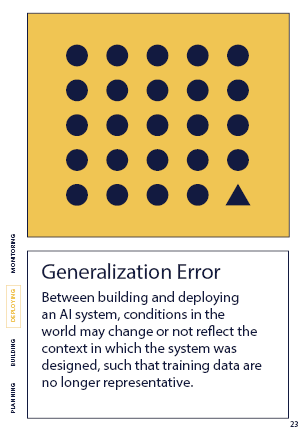 MONITORING
DEPLOYING
BUILDING
PLANNING
Generalization Error
Between building and deploying
an AI system, conditions in the
world may change or not reflect the
context in which the system was
designed, such that training data are
no longer representative.
23